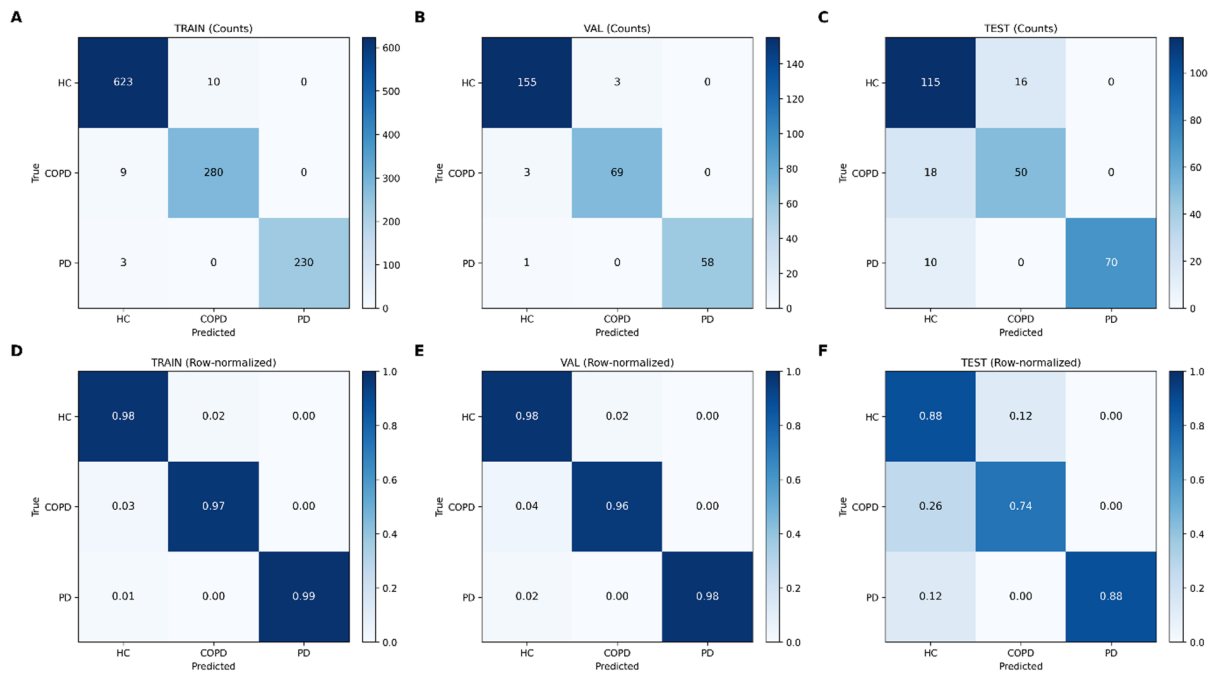 A
TRAIN (Counts)
HC
623 10 0
COPD
9 280 0
PD
3 0 230
HC COPD PD
True
Predicted
600
500
400
300
200
100
0
B
VAL (Counts)
HC
155 3 0
COPD
3 69 0
PD
1 0 58
HC COPD PD
True
Predicted
140
120
100
80
60
40
20
0
C
TEST (Counts)
HC
115 16 0
COPD
18 50 0
PD
10 0 70
HC COPD PD
True
Predicted
100
80
60
40
20
0
D
TRAIN (Row-normalized)
HC
0.98 0.02 0.00
COPD
0.03 0.97 0.00
PD
0.01 0.00 0.99
HC COPD PD
True
Predicted
1.0
0.8
0.6
0.4
0.2
0.0
E
VAL (Row-normalized)
HC
0.98 0.02 0.00
COPD
0.04 0.96 0.00
PD
0.02 0.00 0.98
HC COPD PD
True
Predicted
1.0
0.8
0.6
0.4
0.2
0.0
F
TEST (Row-normalized)
HC
0.88 0.12 0.00
COPD
0.26 0.74 0.00
PD
0.12 0.00 0.88
HC COPD PD
True
Predicted
1.0
0.8
0.6
0.4
0.2
0.0